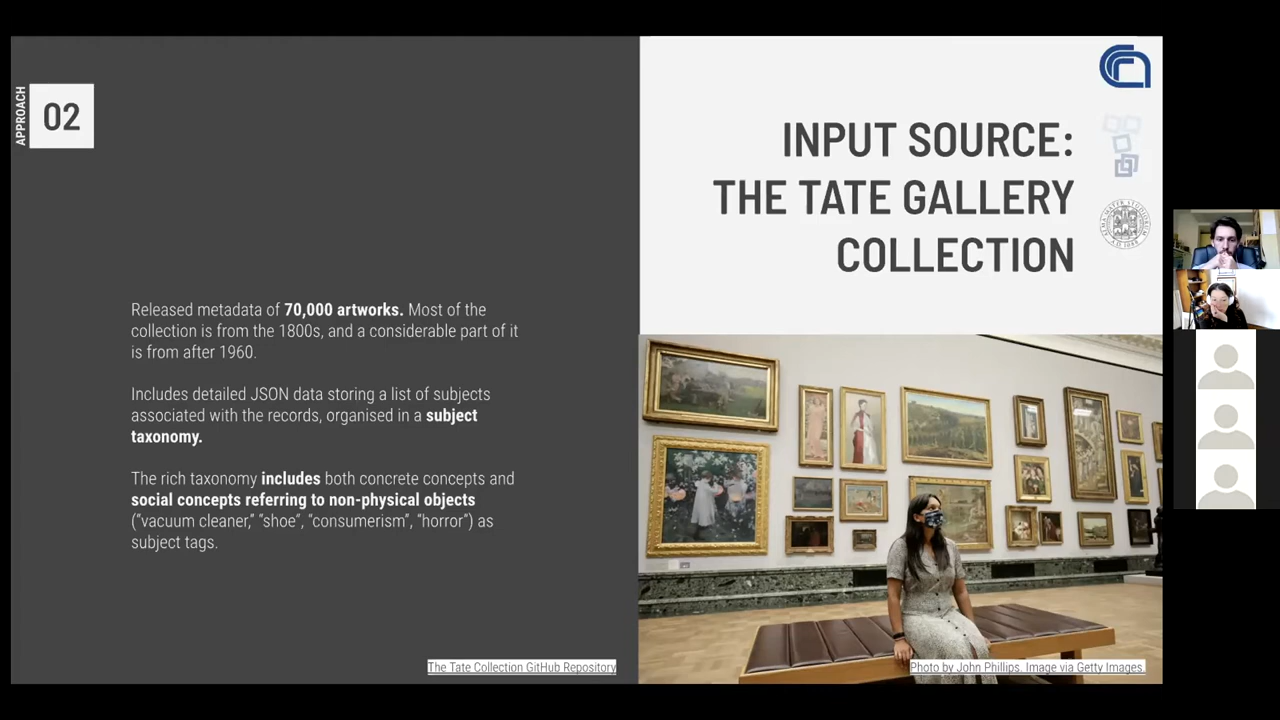 APPROACH
02
Released metadata of 70,000 artworks. Most of the
collection is from the 1800s, and a considerable part of it
is from after 1960.
Includes detailed JSON data storing a list of subjects
associated with the records, organised in a subject
taxonomy.
The rich taxonomy includes both concrete concepts and
social concepts referring to non-physical objects
(“vacuum cleaner,” “shoe”, “consumerism”, “horror”) as
subject tags.
The Tate Collection GitHub Repository
INPUT SOURCE:
THE TATE GALLERY
COLLECTION
Photo by John Phillips. Image via Getty Images.